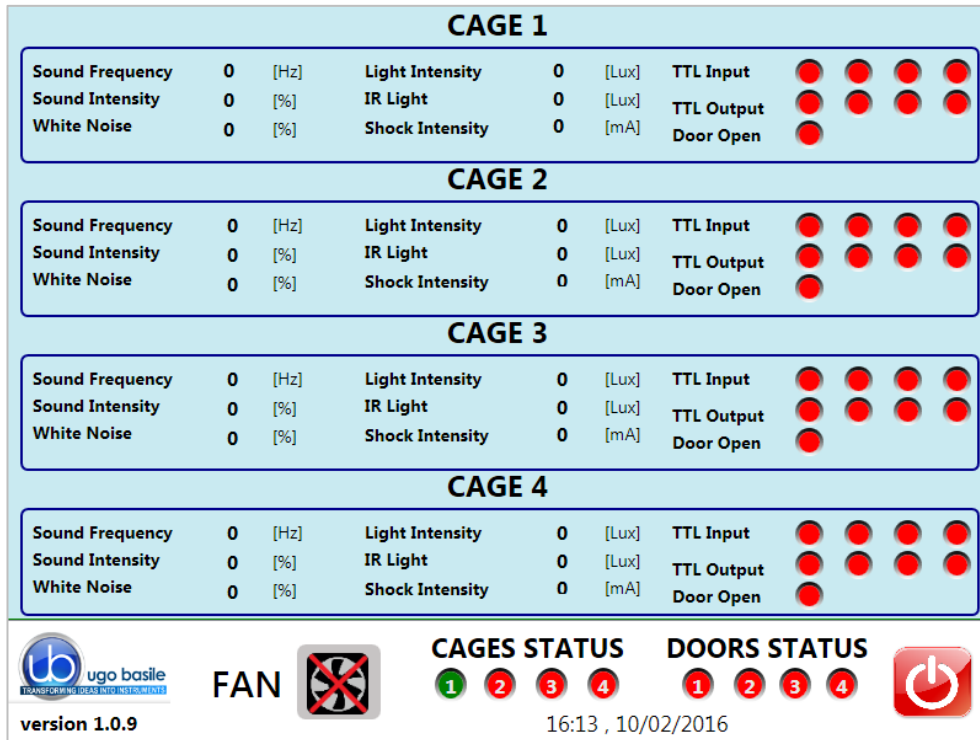 CAGE 1
Sound Frequency 0 [Hz] Light Intensity 0 [Lux] TTL Input
Sound Intensity 0 [%] IR Light 0 [Lux] TTL Output
White Noise 0 [%] Shock Intensity 0 [mA] Door Open
CAGE 2
Sound Frequency 0 [Hz] Light Intensity 0 [Lux] TTL Input
Sound Intensity 0 [%] IR Light 0 [Lux] TTL Output
White Noise 0 [%] Shock Intensity 0 [mA] Door Open
CAGE 3
Sound Frequency 0 [Hz] Light Intensity 0 [Lux] TTL Input
Sound Intensity 0 [%] IR Light 0 [Lux] TTL Output
White Noise 0 [%] Shock Intensity 0 [mA] Door Open
CAGE 4
Sound Frequency 0 [Hz] Light Intensity 0 [Lux] TTL Input
Sound Intensity 0 [%] IR Light 0 [Lux] TTL Output
White Noise 0 [%] Shock Intensity 0 [mA] Door Open
ub ugo basile
TRANSFORMING IDEAS INTO INSTRUMENTS
version 1.0.9
FAN
CAGES STATUS
1 2 3 4
DOORS STATUS
1 2 3 4
16:13 , 10/02/2016